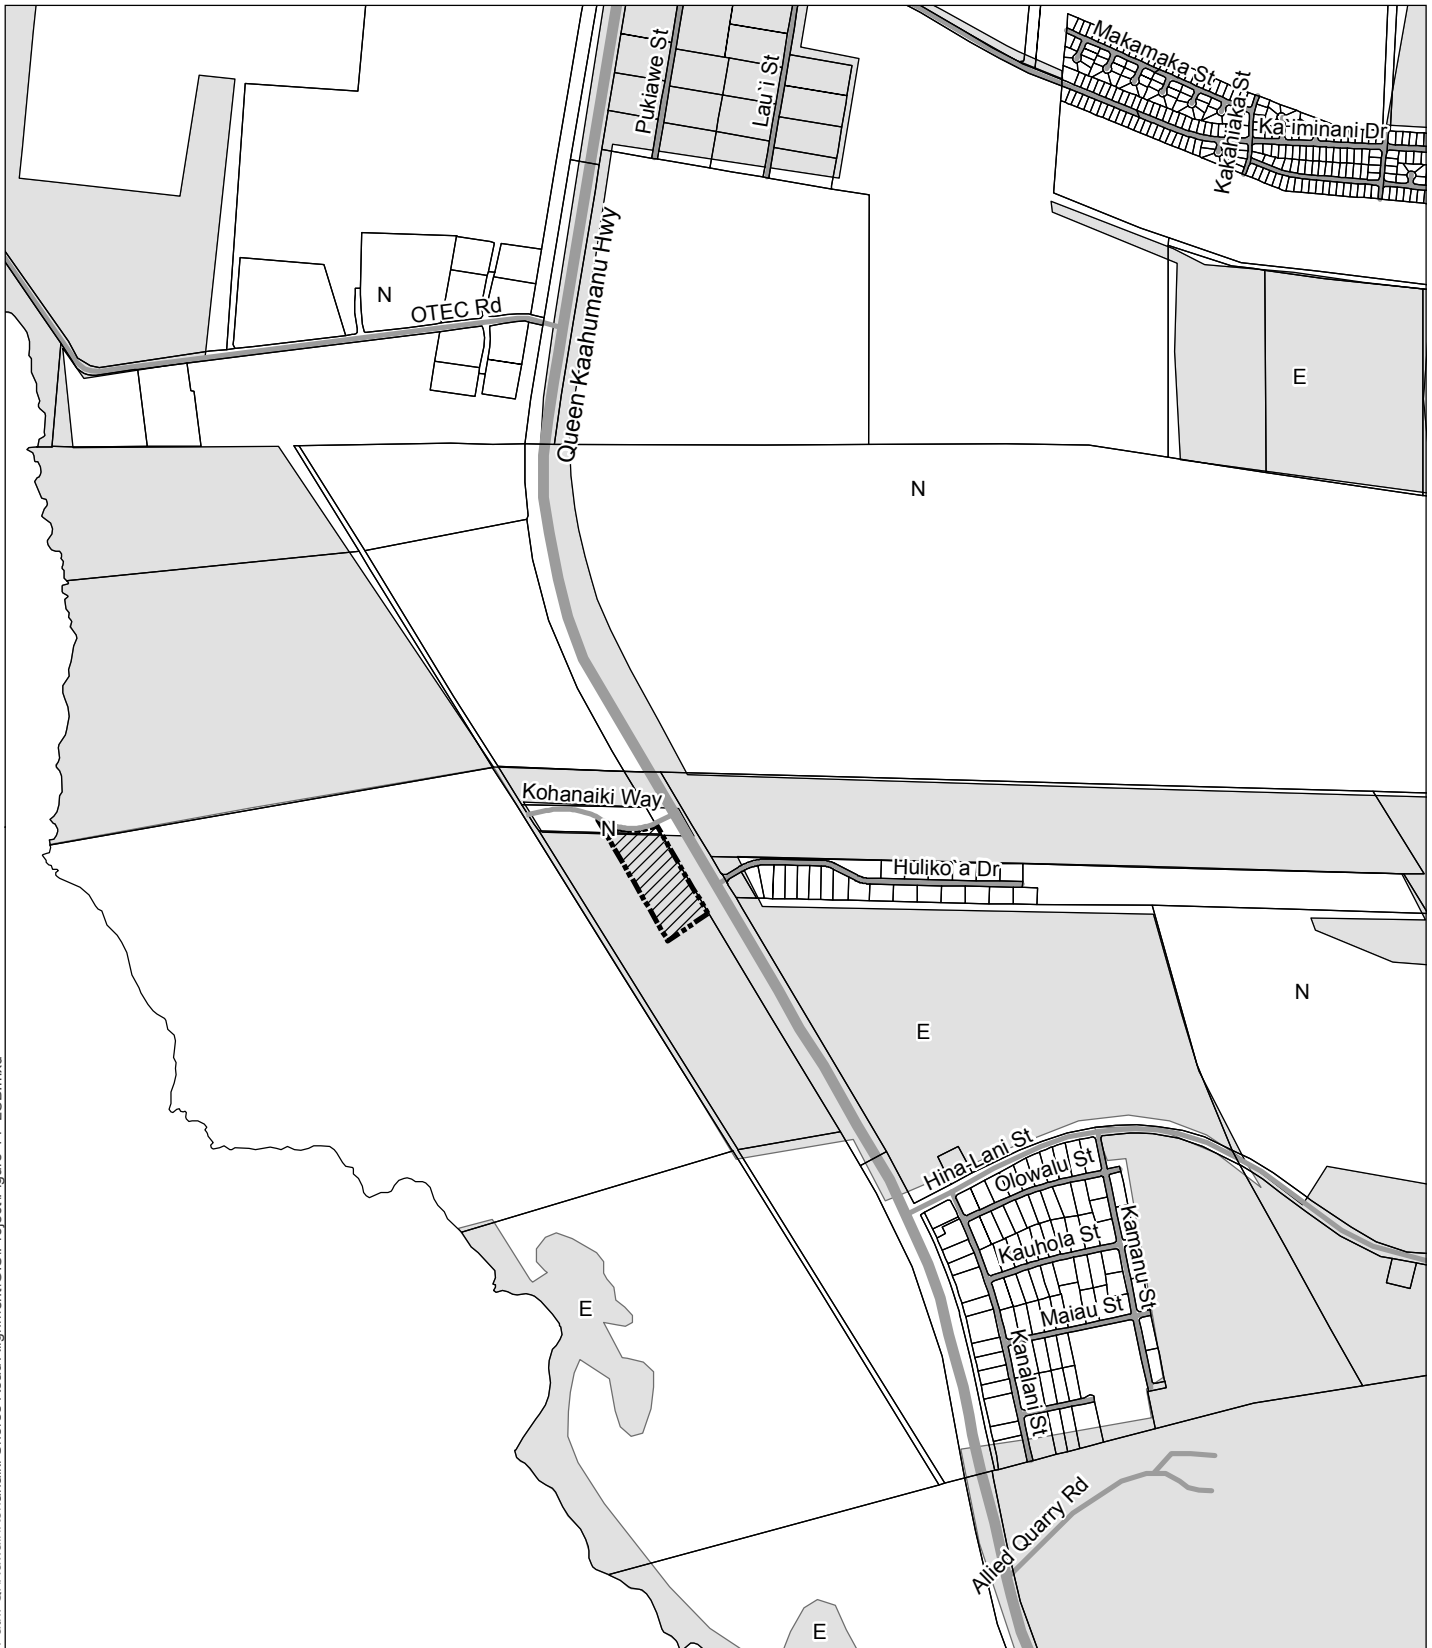 Pukiawe St
Lau`i St
Makamaka St
Kakahiaka St
Ka`iminani Dr
Queen Kaahumanu Hwy
N
OTEC Rd
E
N
Kohanaiki Way
N
Huliko`a Dr
N
E
Hina-Lani St
Olowalu St
Kauhola St
Kamanu St
Maiau St
Kanalani St
E
Allied Quarry Rd
E